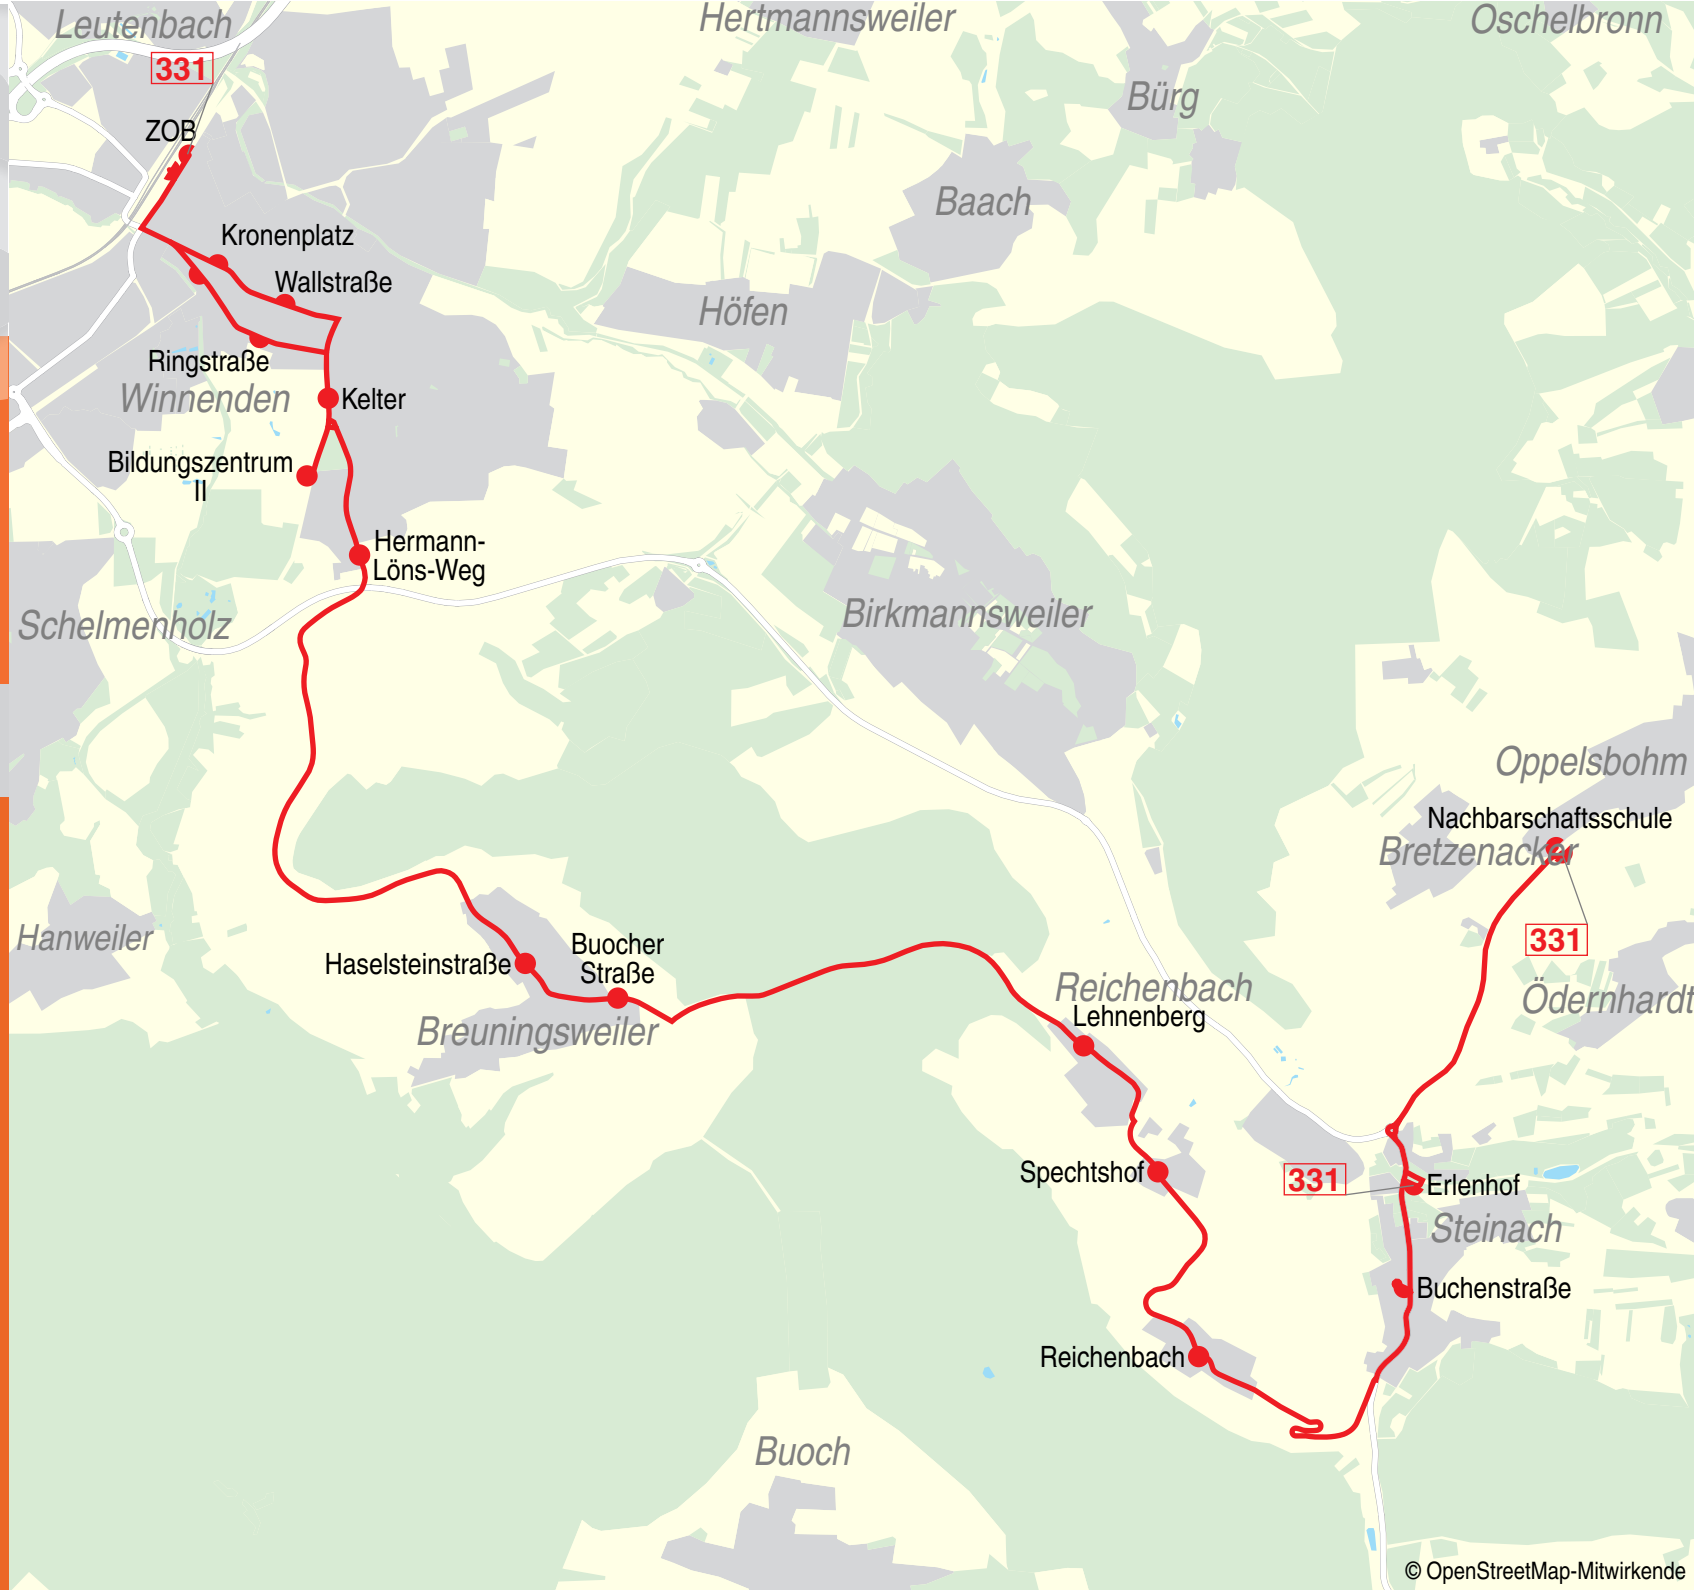 Leutenbach
Hertmannsweiler
Oschelbronn
331
Bürg
ZOB
Baach
Kronenplatz
Wallstraße
Höfen
Ringstraße
Winnenden
Kelter
Bildungszentrum
II
Hermann-
Löns-Weg
Schelmenholz
Birkmannsweiler
Oppelsbohm
Nachbarschaftsschule
Bretzenacker
331
Hanweiler
Haselsteinstraße
Buocher
Straße
Breuningsweiler
Reichenbach
Lehnenberg
Ödernhardt
Spechtshof
331
Erlenhof
Steinach
Buchenstraße
Reichenbach
Buoch
© OpenStreetMap-Mitwirkende